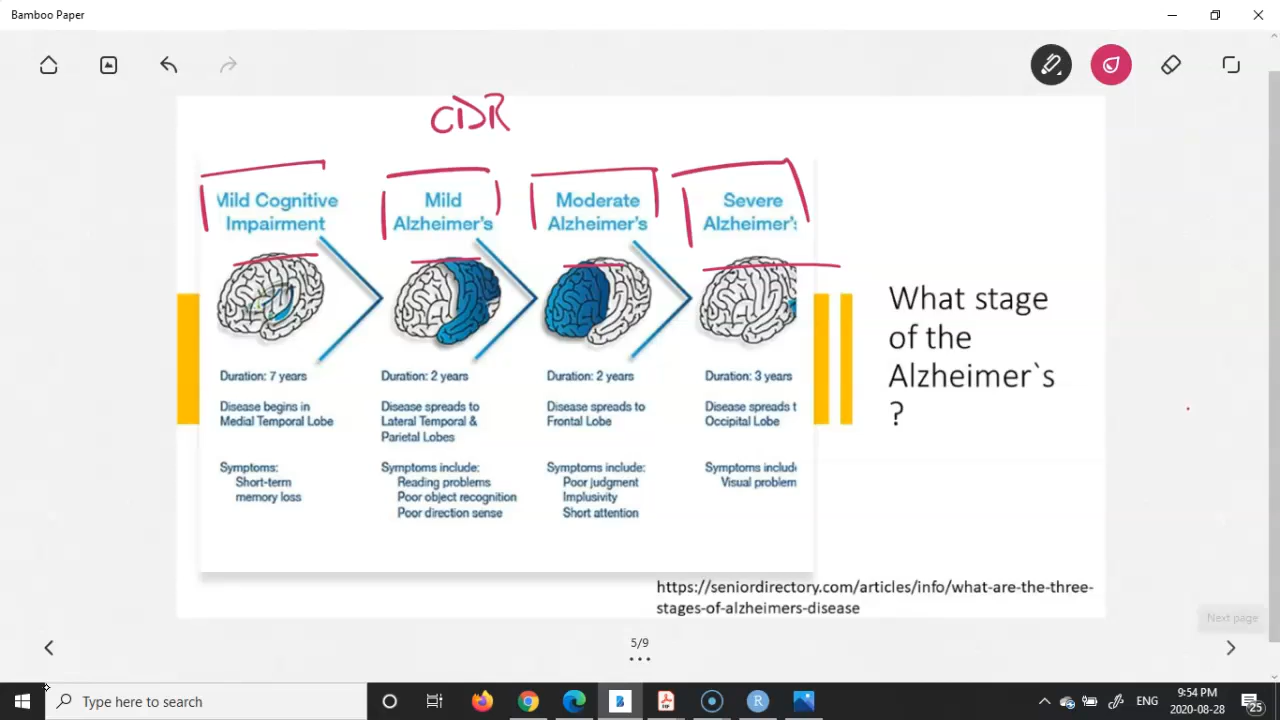 Bamboo Paper
CDR
Mild Cognitive
Impairment
Mild
Alzheimer's
Moderate
Alzheimer's
Severe
Alzheimer's
Duration: 7 years
Disease begins in
Medial Temporal Lobe
Symptoms:
Short-term
memory loss
Duration: 2 years
Disease spreads to
Lateral Temporal &
Parietal Lobes
Symptoms include:
Reading problems
Poor object recognition
Poor direction sense
Duration: 2 years
Disease spreads to
Frontal Lobe
Symptoms include:
Poor judgment
Implusivity
Short attention
Duration: 3 years
Disease spreads t
Occipital Lobe
Symptoms includ
Visual problem
What stage
of the
Alzheimer`s
?
https://seniordirectory.com/articles/info/what-are-the-three-
stages-of-alzheimers-disease
Next page
5/9
Type here to search
ENG
9:54 PM
2020-08-28
25